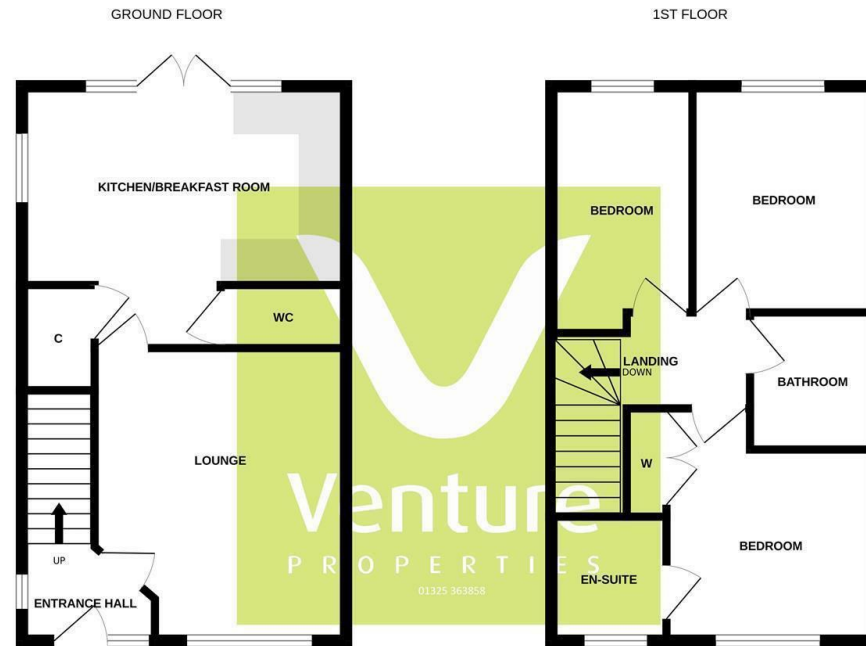 GROUND FLOOR
1ST FLOOR
KITCHEN/BREAKFAST ROOM
C
WC
LOUNGE
UP
ENTRANCE HALL
BEDROOM
BEDROOM
LANDING
DOWN
BATHROOM
W
BEDROOM
EN-SUITE
Venture
PROPERTIES
01325 363858